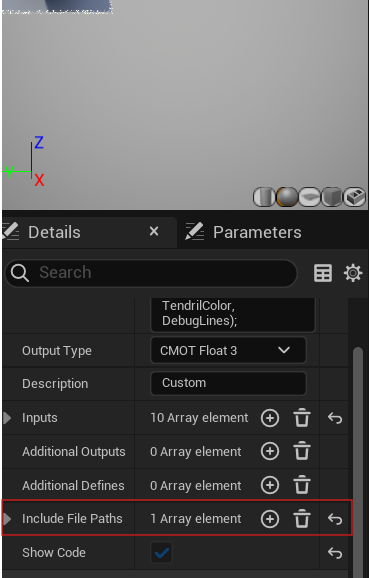 Z
Y
X
Details
Parameters
Search
TendrilColor,
DebugLines);
Output Type
CMOT Float 3
Description
Custom
Inputs
10 Array element
Additional Outputs
0 Array element
Additional Defines
0 Array element
Include File Paths
1 Array element
Show Code